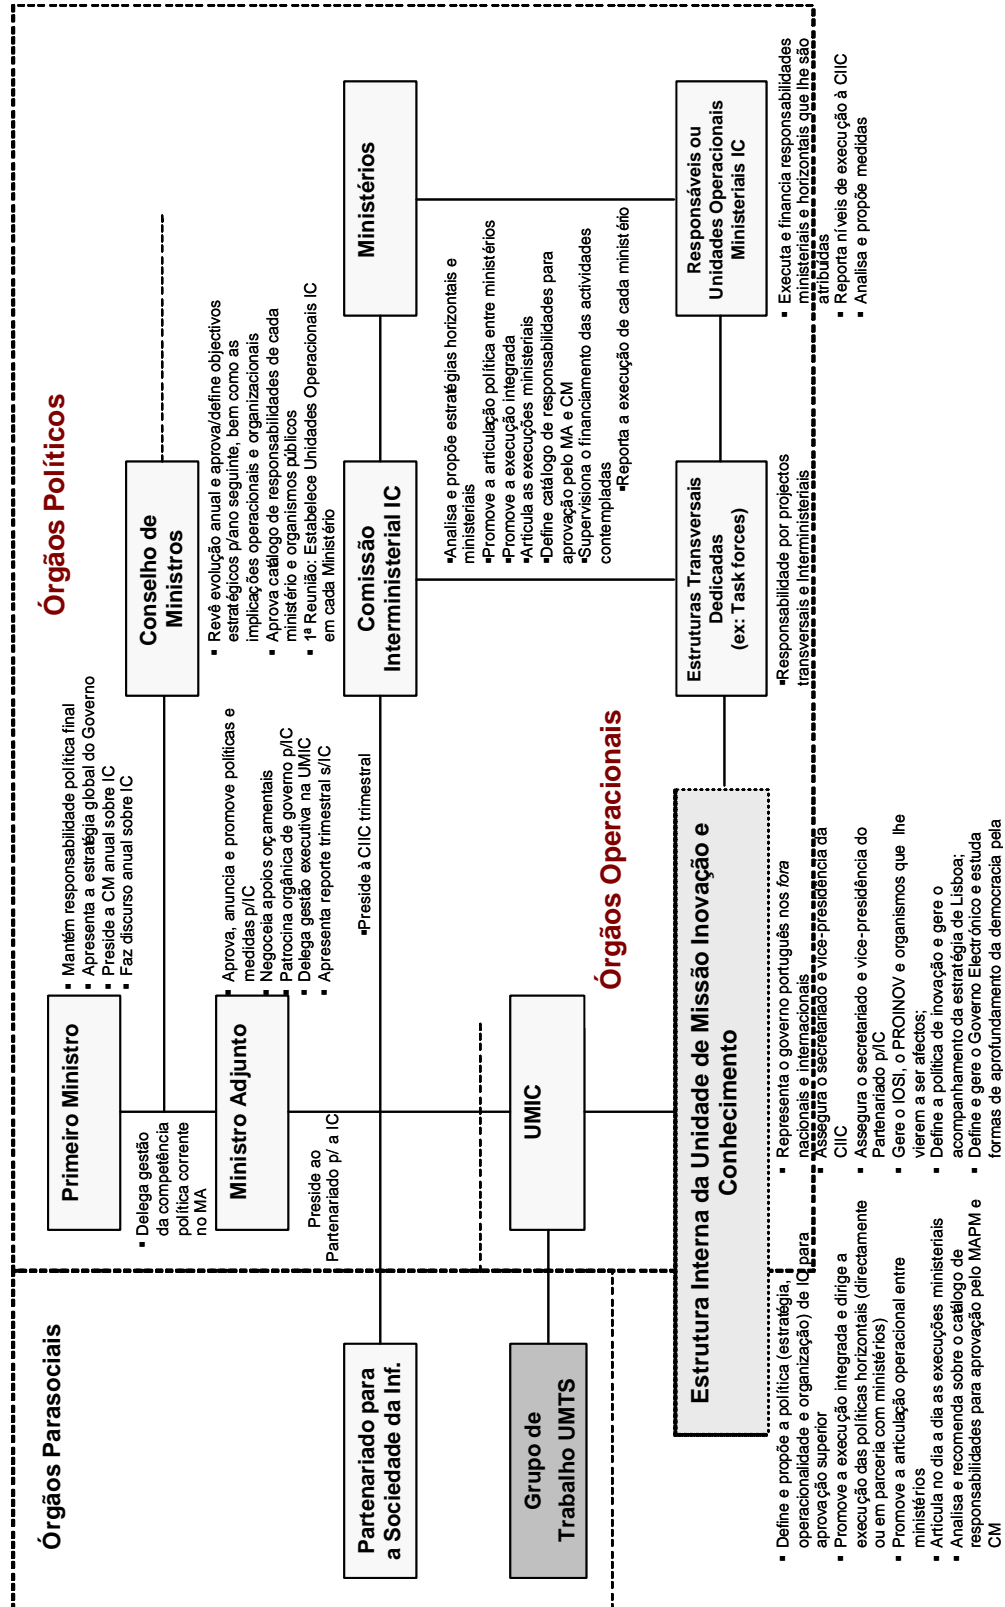 Órgãos Parasociais
Órgãos Políticos
Primeiro Ministro
▪ Mantém responsabilidade política final
▪ Apresenta a estratégia global do Governo
▪ Preside a CM anual sobre IC
▪ Faz discurso anual sobre IC
Conselho de
Ministros
▪ Delega gestão
da competência
política corrente
no MA
▪ Revê evolução anual e aprova/define objectivos
estratégicos p/ano seguinte, bem como as
implicações operacionais e organizacionais
▪ Aprova catálogo de responsabilidades de cada
ministério e organismos públicos
▪ 1ª Reunião: Estabelece Unidades Operacionais IC
em cada Ministério
Ministro Adjunto
▪ Aprova, anuncia e promove políticas e
medidas p/IC
▪ Negoceia apoios orçamentais
▪ Patrocina orgânica de governo p/IC
▪ Delega gestão executiva na UMIC
▪ Apresenta reporte trimestral s/IC
Preside ao
Partenariado p/ a IC
▪Preside à CIIC trimestral
Partenariado para
a Sociedade da Inf.
Comissão
Interministerial IC
Ministérios
▪Analisa e propõe estratégias horizontais e
ministeriais
▪Promove a articulação política entre ministérios
▪Promove a execução integrada
▪Articula as execuções ministeriais
▪Define catálogo de responsabilidades para
aprovação pelo MA e CM
▪Supervisiona o financiamento das actividades
contempladas
▪Reporta a execução de cada ministério
Grupo de
Trabalho UMTS
UMIC
Órgãos Operacionais
Estrutura Interna da Unidade de Missão Inovação e
Conhecimento
Estruturas Transversais
Dedicadas
(ex: Task forces)
Responsáveis ou
Unidades Operacionais
Ministeriais IC
▪ Define e propõe a política (estratégia,
operacionalidade e organização) de IC para
aprovação superior
▪ Promove a execução integrada e dirige a
execução das políticas horizontais (directamente
ou em parceria com ministérios)
▪ Promove a articulação operacional entre
ministérios
▪ Articula no dia a dia as execuções ministeriais
▪ Analisa e recomenda sobre o catálogo de
responsabilidades para aprovação pelo MAPM e
CM
▪ Representa o governo português nos fora
nacionais e internacionais
▪ Assegura o secretariado e vice-presidência da
CIIC
▪ Assegura o secretariado e vice-presidência do
Partenariado p/IC
▪ Gere o IOSI, o PROINOV e organismos que lhe
vierem a ser afectos;
▪ Define a política de inovação e gere o
acompanhamento da estratégia de Lisboa;
▪ Define e gere o Governo Electrónico e estuda
formas de aprofundamento da democracia pela
▪Responsabilidade por projectos
transversais e Interministeriais
▪ Executa e financia responsabilidades
ministeriais e horizontais que lhe são
atribuídas
▪ Reporta níveis de execução à CIIC
▪ Analisa e propõe medidas